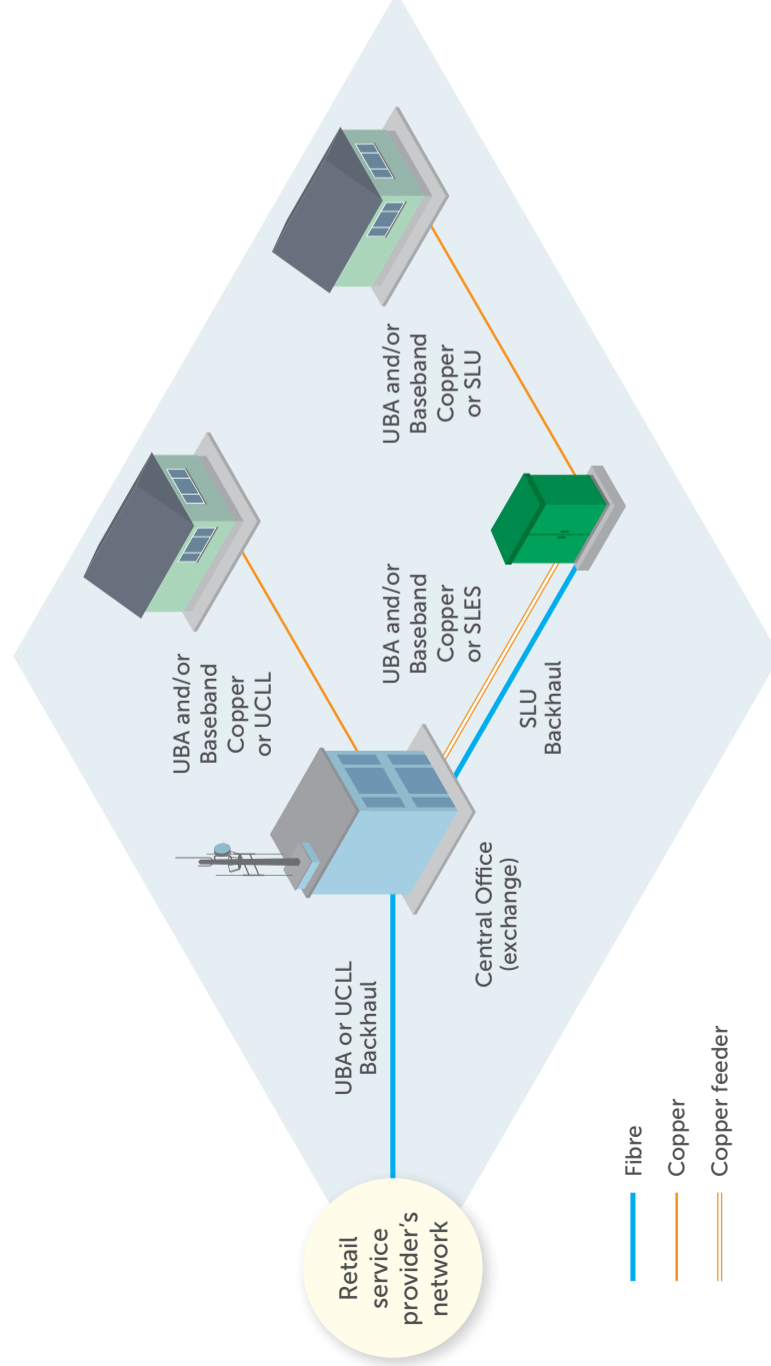 Retail
service
provider's
network
UBA or UCLL
Backhaul
Central Office
(exchange)
UBA and/or
Baseband
Copper
or UCLL
UBA and/or
Baseband
Copper
or SLES
SLU
Backhaul
UBA and/or
Baseband
Copper
or SLU
Fibre
Copper
Copper feeder